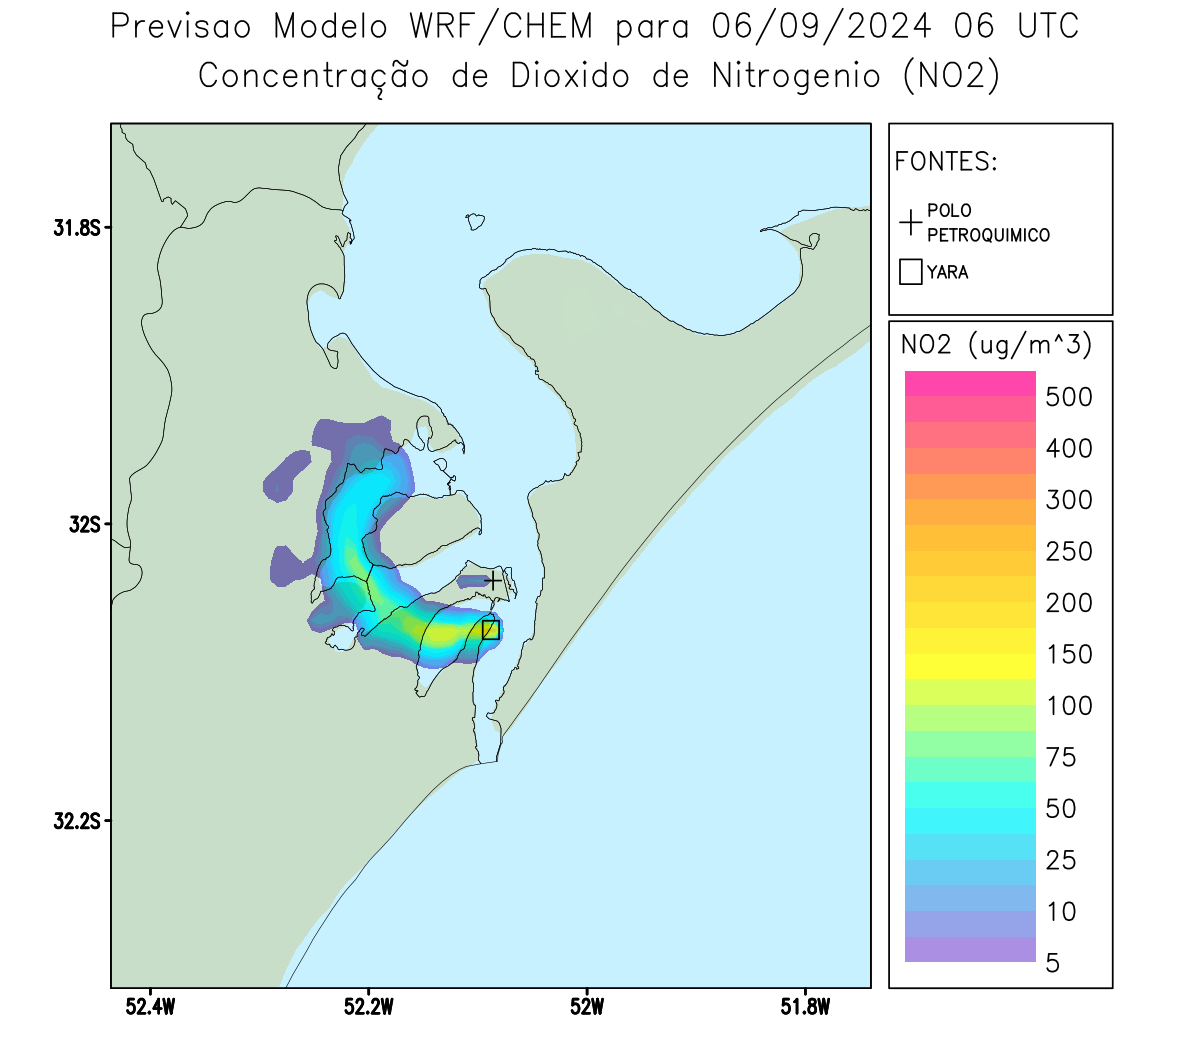 Previsao Modelo WRF/CHEM para 06/09/2024 06 UTC
Concentração de Dioxido de Nitrogenio (NO2)
FONTES:
POLO
PETROQUIMICO
YARA
NO2 (ug/m^3)
500
400
300
250
200
150
100
75
50
25
10
5
31.8S
32S
32.2S
52.4W
52.2W
52W
51.8W